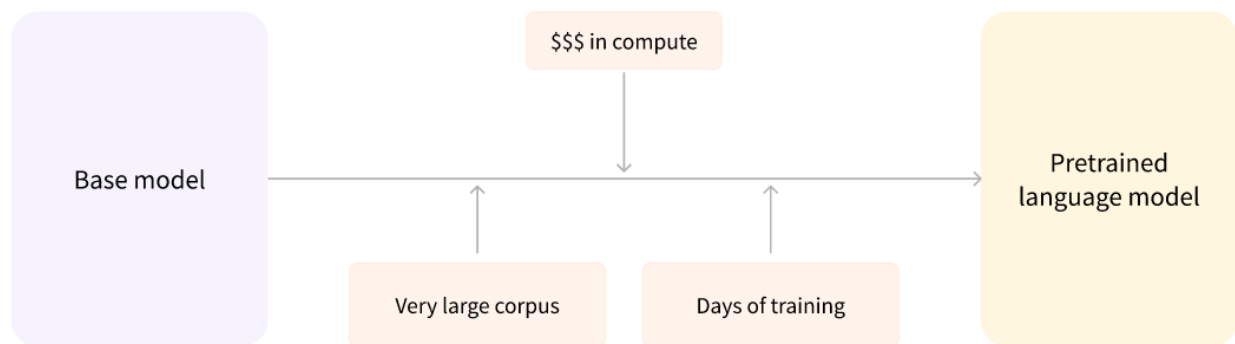 $$$ in compute
Base model
Pretrained
language model
Very large corpus
Days of training